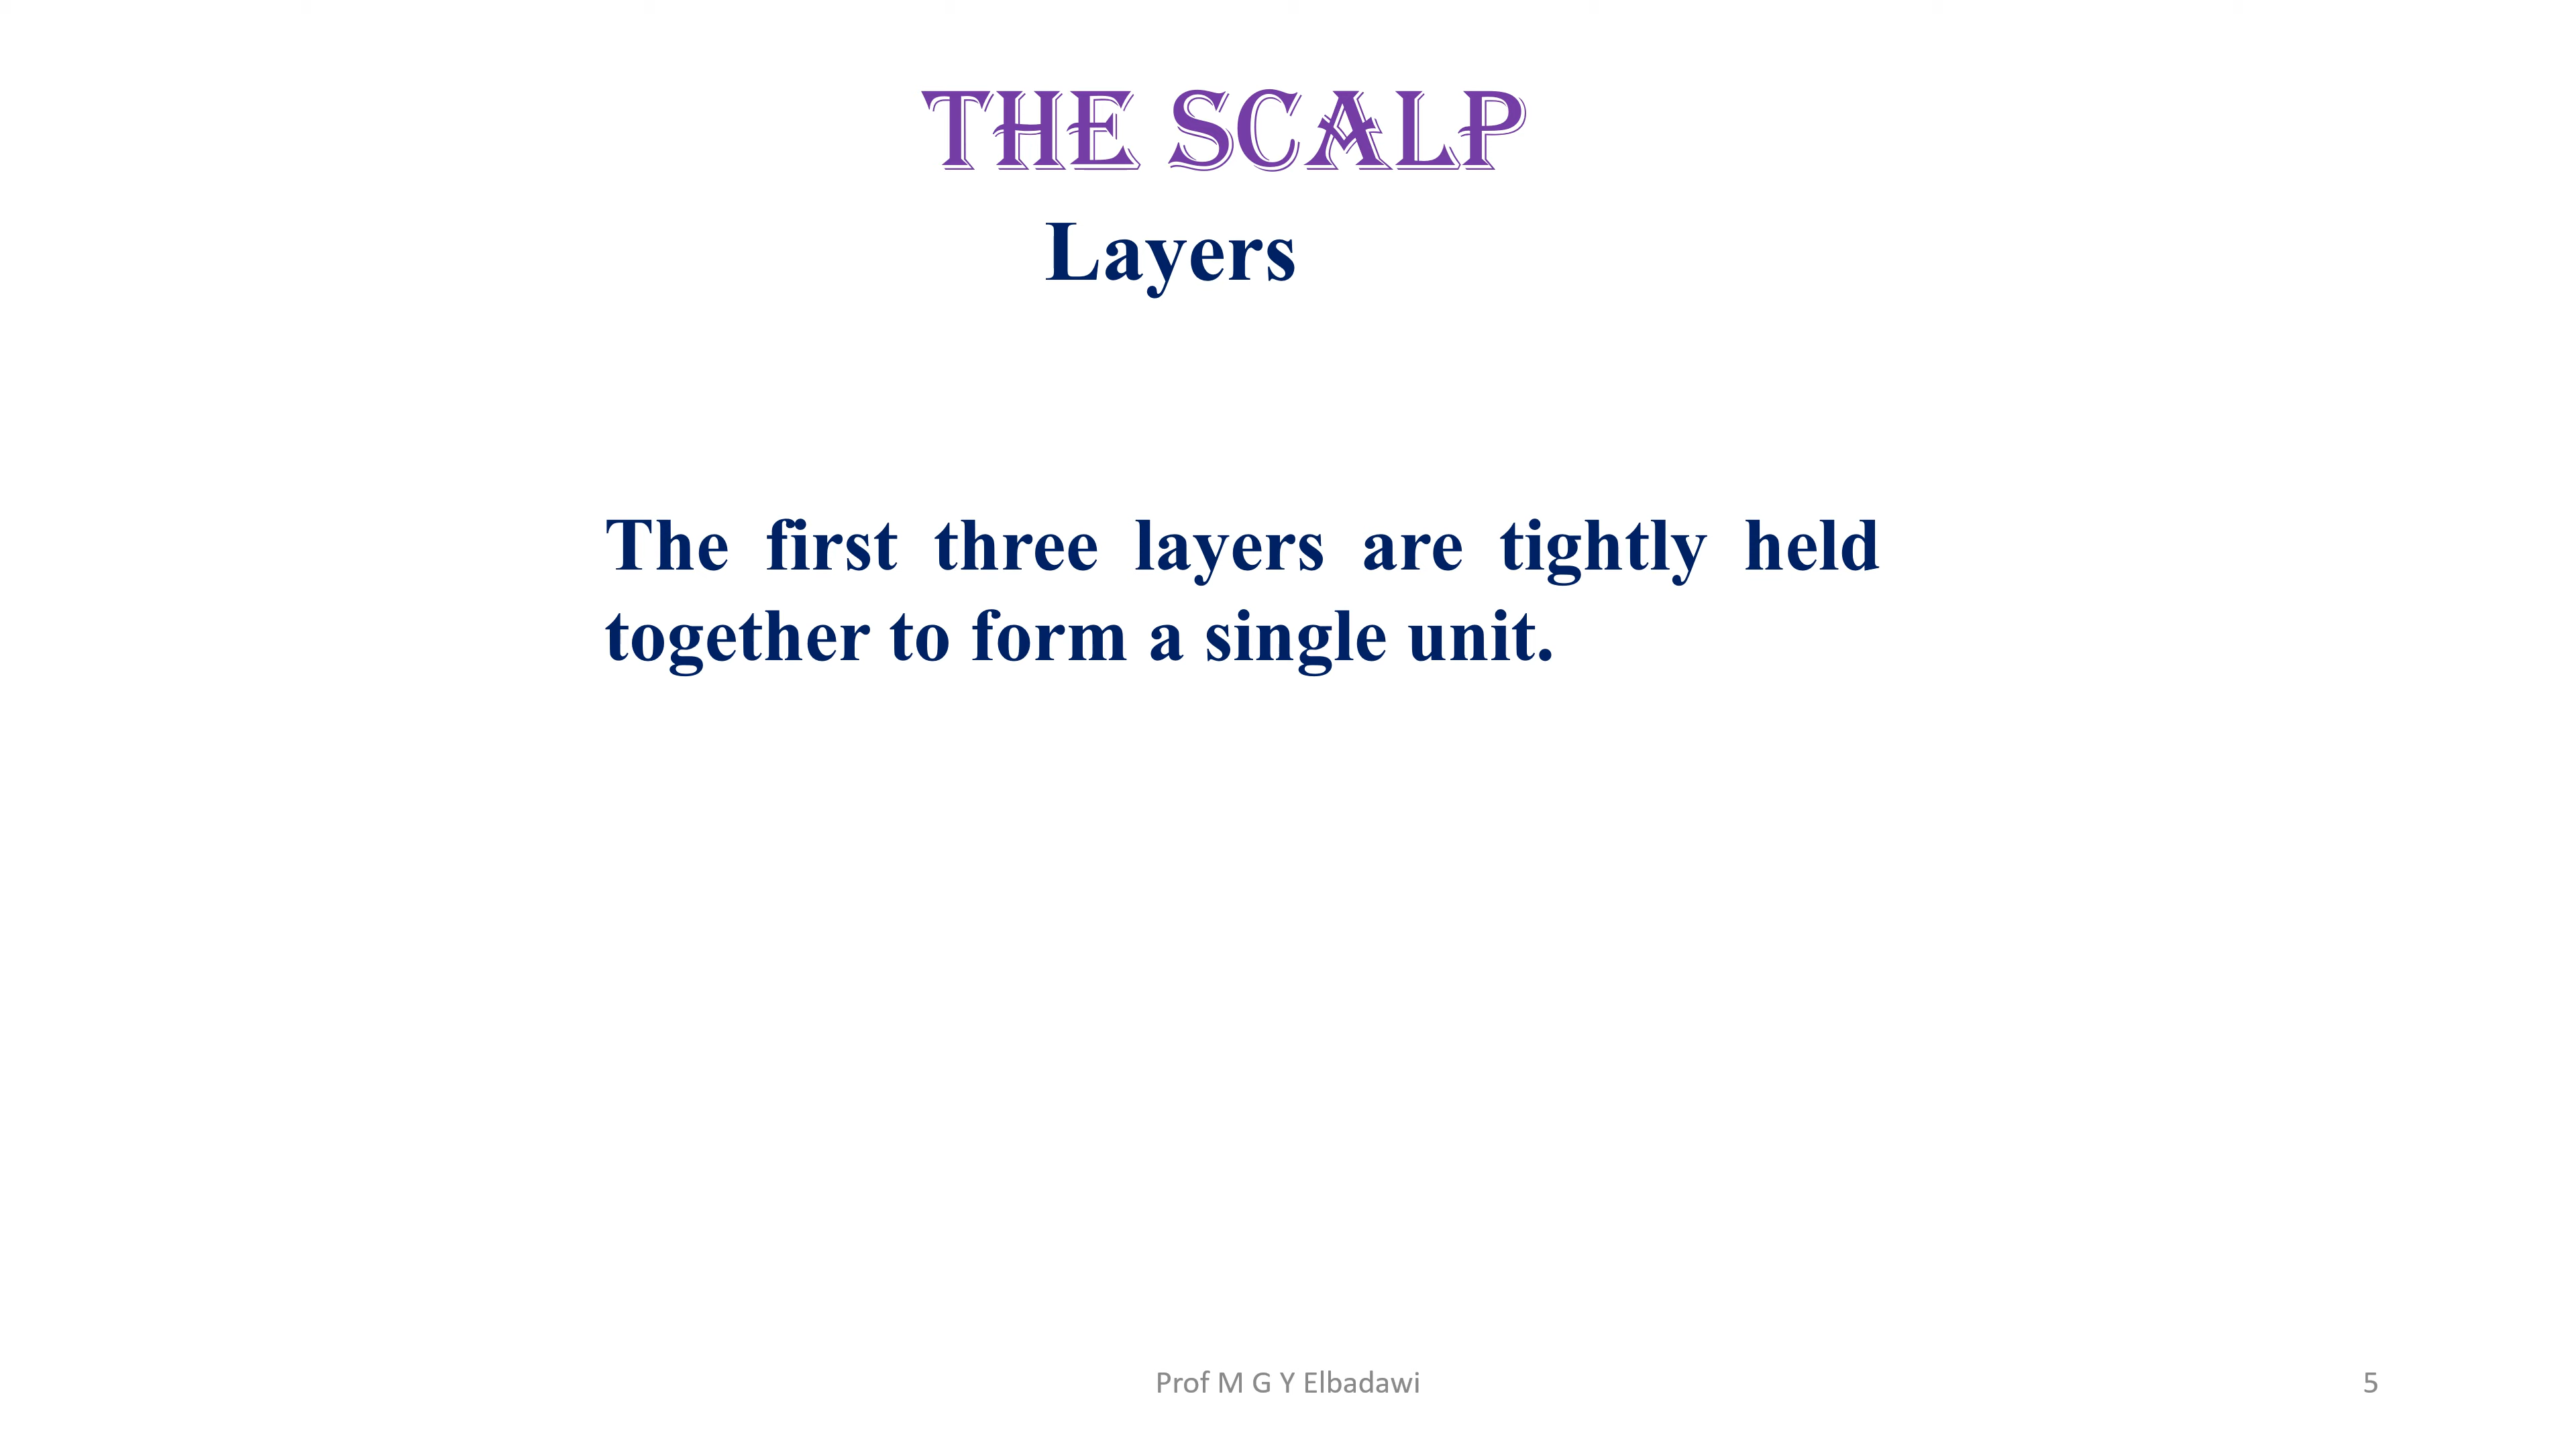 THE SCALP
Layers
The first three layers are tightly held
together to form a single unit.
Prof M G Y Elbadawi
5